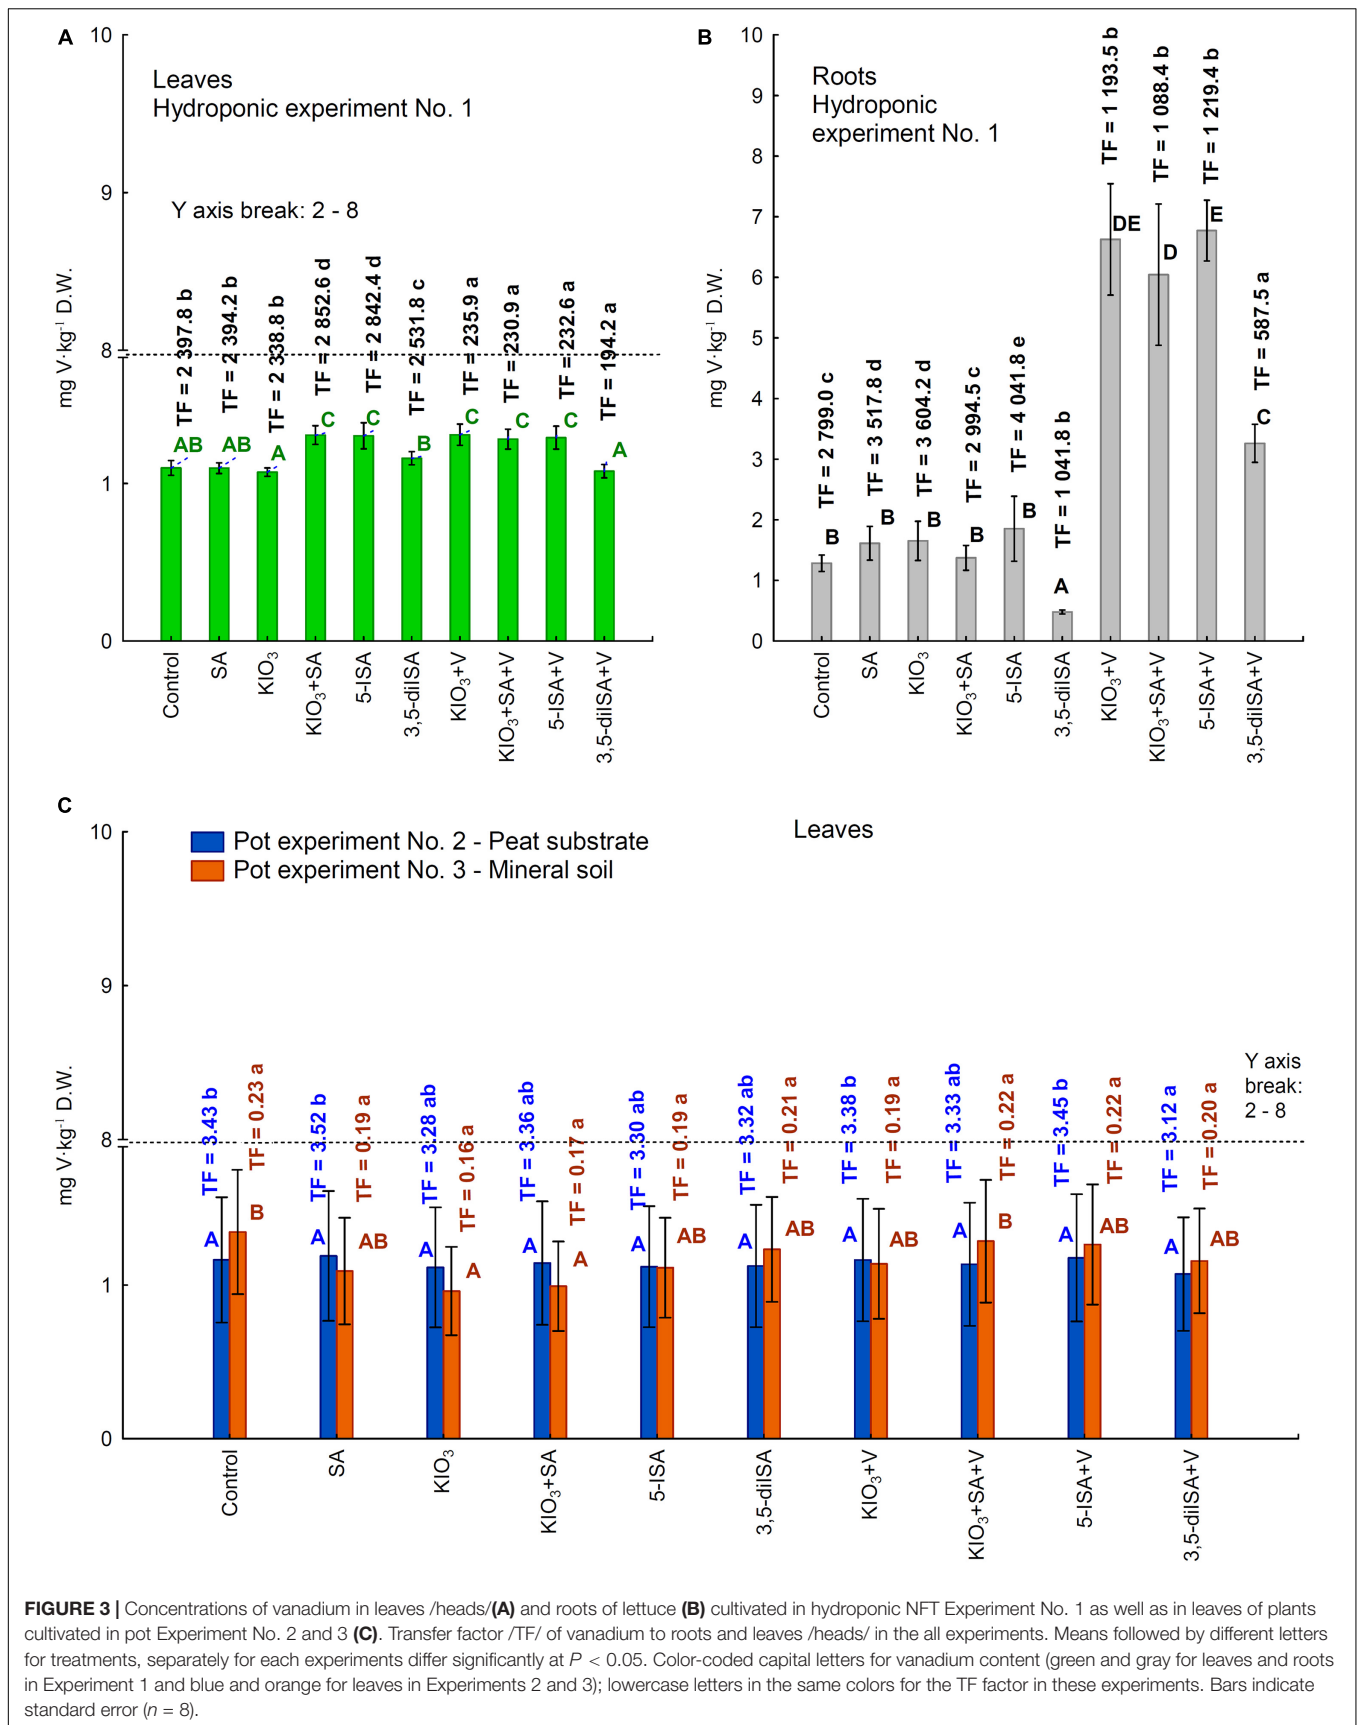 A
10
9
8
1
0
mg V·kg⁻¹ D.W.
Leaves
Hydroponic experiment No. 1
Y axis break: 2 - 8
TF = 2 397.8 b
TF = 2 394.2 b
TF = 2 338.8 b
TF = 2 852.6 d
TF = 2 842.4 d
TF = 2 531.8 c
TF = 235.9 a
TF = 230.9 a
TF = 232.6 a
TF = 194.2 a
AB
AB
A
C
C
B
C
C
C
A
Control
SA
KIO₃
KIO₃+SA
5-ISA
3,5-diISA
KIO₃+V
KIO₃+SA+V
5-ISA+V
3,5-diISA+V
B
10
9
8
7
6
5
4
3
2
1
0
mg V·kg⁻¹ D.W.
Roots
Hydroponic
experiment No. 1
TF = 2 799.0 c
TF = 3 517.8 d
TF = 3 604.2 d
TF = 2 994.5 c
TF = 4 041.8 e
TF = 1 041.8 b
TF = 1 193.5 b
TF = 1 088.4 b
TF = 1 219.4 b
TF = 587.5 a
B
B
B
B
B
A
DE
D
E
C
Control
SA
KIO₃
KIO₃+SA
5-ISA
3,5-diISA
KIO₃+V
KIO₃+SA+V
5-ISA+V
3,5-diISA+V
C
10
9
8
1
0
mg V·kg⁻¹ D.W.
Pot experiment No. 2 - Peat substrate
Pot experiment No. 3 - Mineral soil
Leaves
Y axis
break:
2 - 8
TF = 3.43 b
TF = 0.23 a
TF = 3.52 b
TF = 0.19 a
TF = 3.28 ab
TF = 0.16 a
TF = 3.36 ab
TF = 0.17 a
TF = 3.30 ab
TF = 0.19 a
TF = 3.32 ab
TF = 0.21 a
TF = 3.38 b
TF = 0.19 a
TF = 3.33 ab
TF = 0.22 a
TF = 3.45 b
TF = 0.22 a
TF = 3.12 a
TF = 0.20 a
A
B
A
AB
A
A
A
A
A
AB
A
AB
A
AB
A
B
A
AB
A
AB
Control
SA
KIO₃
KIO₃+SA
5-ISA
3,5-diISA
KIO₃+V
KIO₃+SA+V
5-ISA+V
3,5-diISA+V
FIGURE 3 | Concentrations of vanadium in leaves /heads/(A) and roots of lettuce (B) cultivated in hydroponic NFT Experiment No. 1 as well as in leaves of plants
cultivated in pot Experiment No. 2 and 3 (C). Transfer factor /TF/ of vanadium to roots and leaves /heads/ in the all experiments. Means followed by different letters
for treatments, separately for each experiments differ significantly at P < 0.05. Color-coded capital letters for vanadium content (green and gray for leaves and roots
in Experiment 1 and blue and orange for leaves in Experiments 2 and 3); lowercase letters in the same colors for the TF factor in these experiments. Bars indicate
standard error (n = 8).